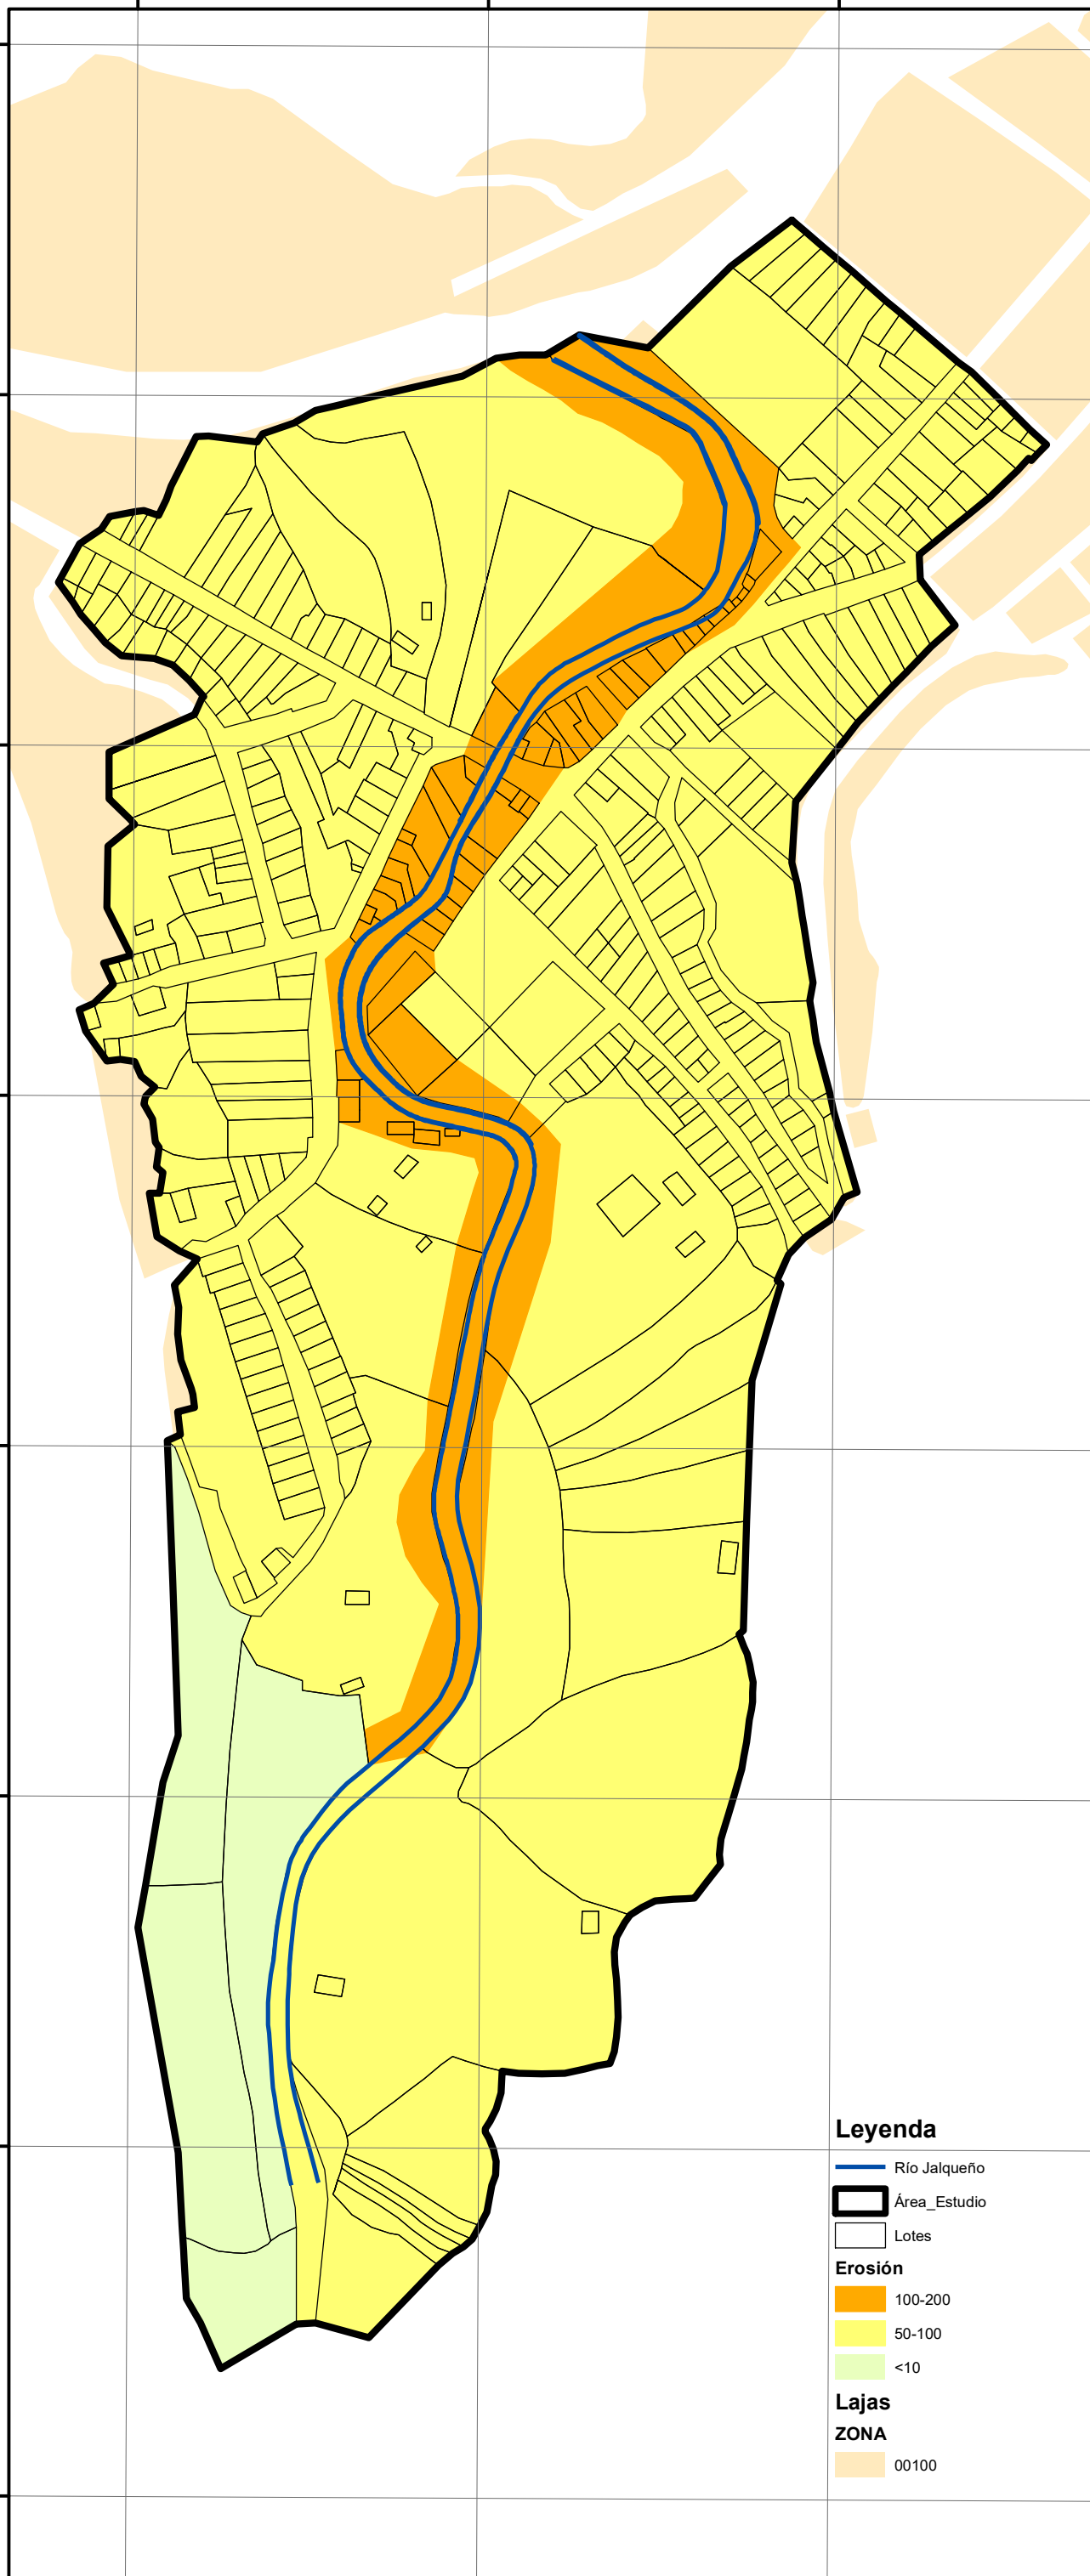 Leyenda
Río Jalqueño
Área_Estudio
Lotes
Erosión
100-200
50-100
<10
Lajas
ZONA
00100